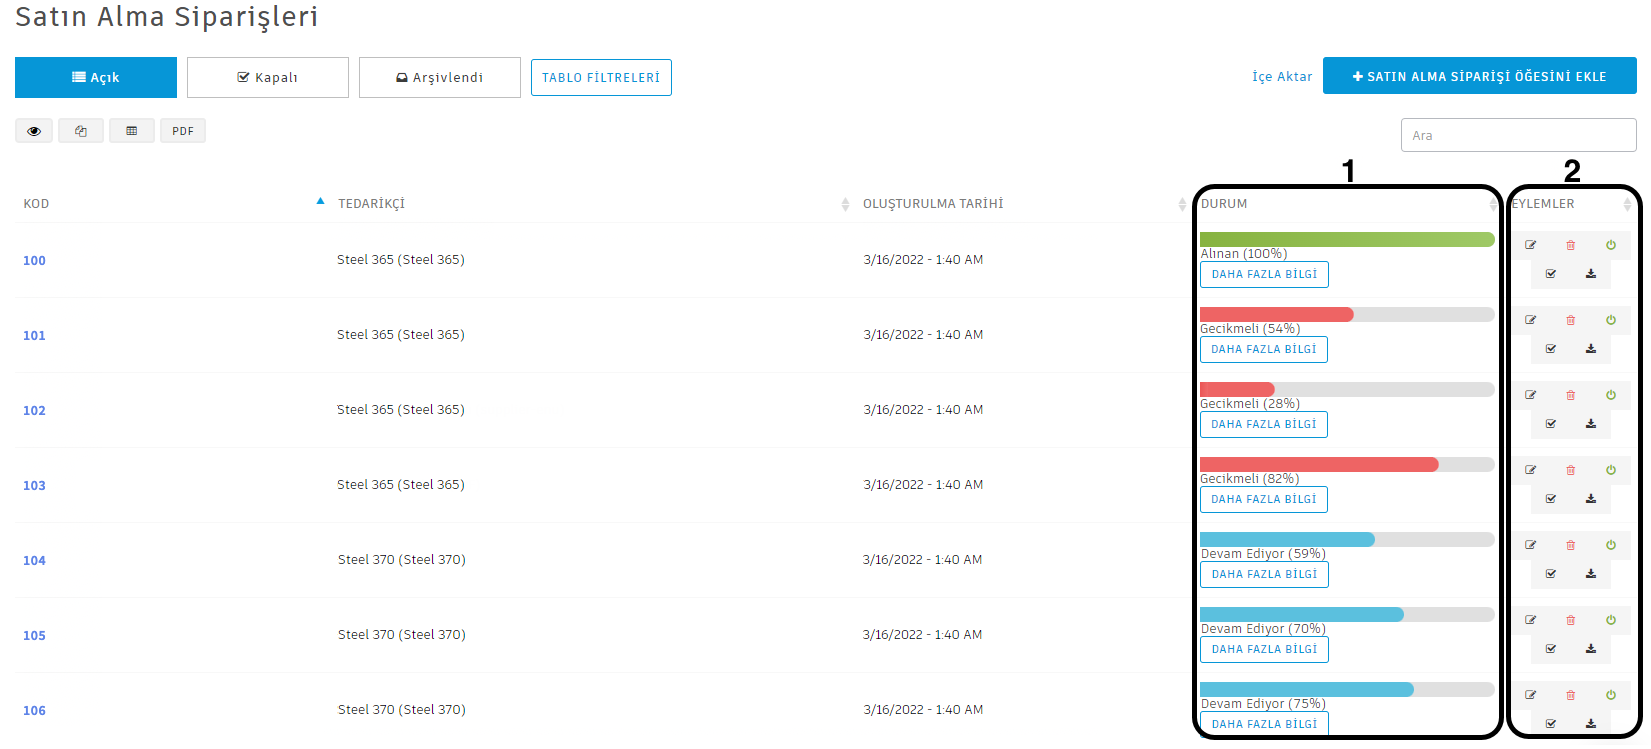 Satın Alma Siparişleri
Açık Kapalı Arşivlendi TABLO FİLTRELERİ İçe Aktar SATIN ALMA SİPARİŞİ ÖĞESİNİ EKLE
PDF Ara
1 2
KOD TEDARİKÇİ OLUŞTURULMA TARİHİ DURUM EYLEMLER
100 Steel 365 (Steel 365) 3/16/2022 - 1:40 AM Alınan (100%)
DAHA FAZLA BİLGİ
101 Steel 365 (Steel 365) 3/16/2022 - 1:40 AM Gecikmeli (54%)
DAHA FAZLA BİLGİ
102 Steel 365 (Steel 365) 3/16/2022 - 1:40 AM Gecikmeli (28%)
DAHA FAZLA BİLGİ
103 Steel 365 (Steel 365) 3/16/2022 - 1:40 AM Gecikmeli (82%)
DAHA FAZLA BİLGİ
104 Steel 370 (Steel 370) 3/16/2022 - 1:40 AM Devam Ediyor (59%)
DAHA FAZLA BİLGİ
105 Steel 370 (Steel 370) 3/16/2022 - 1:40 AM Devam Ediyor (70%)
DAHA FAZLA BİLGİ
106 Steel 370 (Steel 370) 3/16/2022 - 1:40 AM Devam Ediyor (75%)
DAHA FAZLA BİLGİ